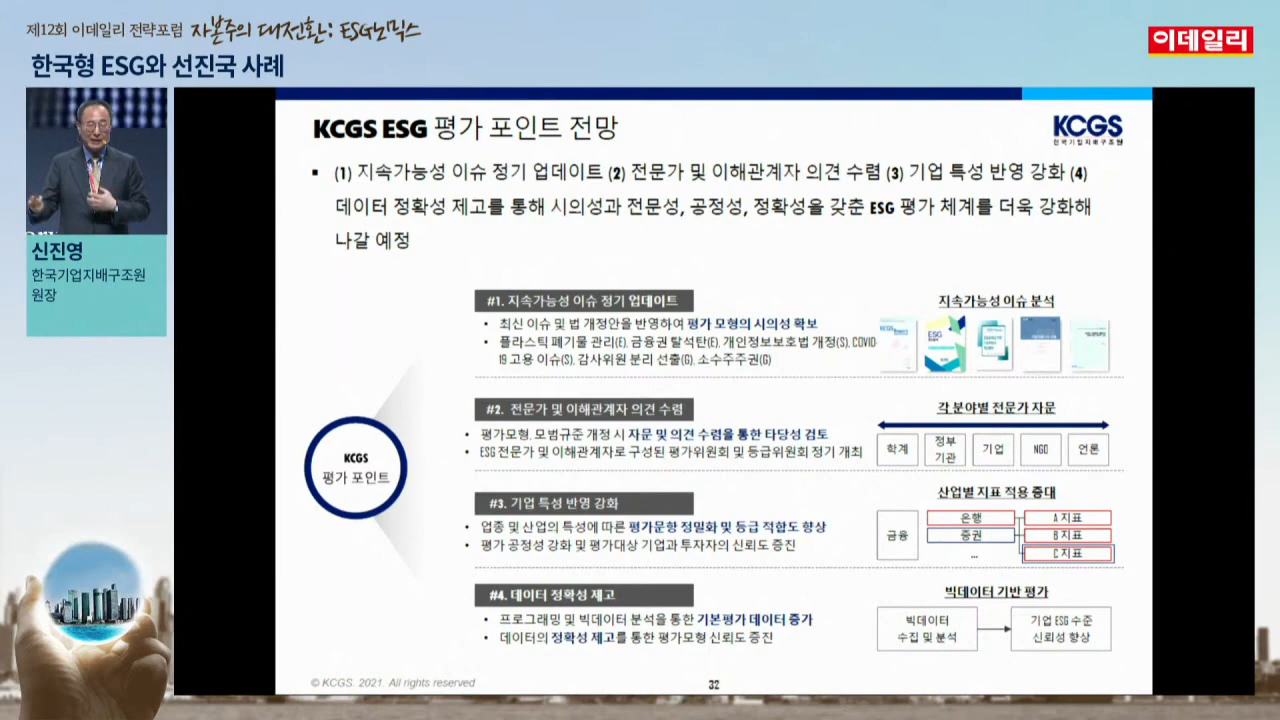 제12회 이데일리 전략포럼 자본주의 대전환: ESG노믹스
이데일리
한국형 ESG와 선진국 사례
신진영
한국기업지배구조원
원장
KCGS ESG 평가 포인트 전망
KCGS
한국기업지배구조원
▪ (1) 지속가능성 이슈 정기 업데이트 (2) 전문가 및 이해관계자 의견 수렴 (3) 기업 특성 반영 강화 (4)
데이터 정확성 제고를 통해 시의성과 전문성, 공정성, 정확성을 갖춘 ESG 평가 체계를 더욱 강화해
나갈 예정
KCGS
평가 포인트
#1. 지속가능성 이슈 정기 업데이트
• 최신 이슈 및 법 개정안을 반영하여 평가 모형의 시의성 확보
• 플라스틱 폐기물 관리(E), 금융권 탈석탄(E), 개인정보보호법 개정(S), COVID-
19 고용 이슈(S), 감사위원 분리 선출(G), 소수주주권(G)
지속가능성 이슈 분석
ESG
#2. 전문가 및 이해관계자 의견 수렴
• 평가모형, 모범규준 개정 시 자문 및 의견 수렴을 통한 타당성 검토
• ESG 전문가 및 이해관계자로 구성된 평가위원회 및 등급위원회 정기 개최
각 분야별 전문가 자문
학계
정부
기관
기업
NGO
언론
#3. 기업 특성 반영 강화
• 업종 및 산업의 특성에 따른 평가문항 정밀화 및 등급 적합도 향상
• 평가 공정성 강화 및 평가대상 기업과 투자자의 신뢰도 증진
산업별 지표 적용 증대
금융
은행
증권
...
A 지표
B 지표
C 지표
#4. 데이터 정확성 제고
• 프로그래밍 및 빅데이터 분석을 통한 기본평가 데이터 증가
• 데이터의 정확성 제고를 통한 평가모형 신뢰도 증진
빅데이터 기반 평가
빅데이터
수집 및 분석
기업 ESG 수준
신뢰성 향상
© KCGS. 2021. All rights reserved
32